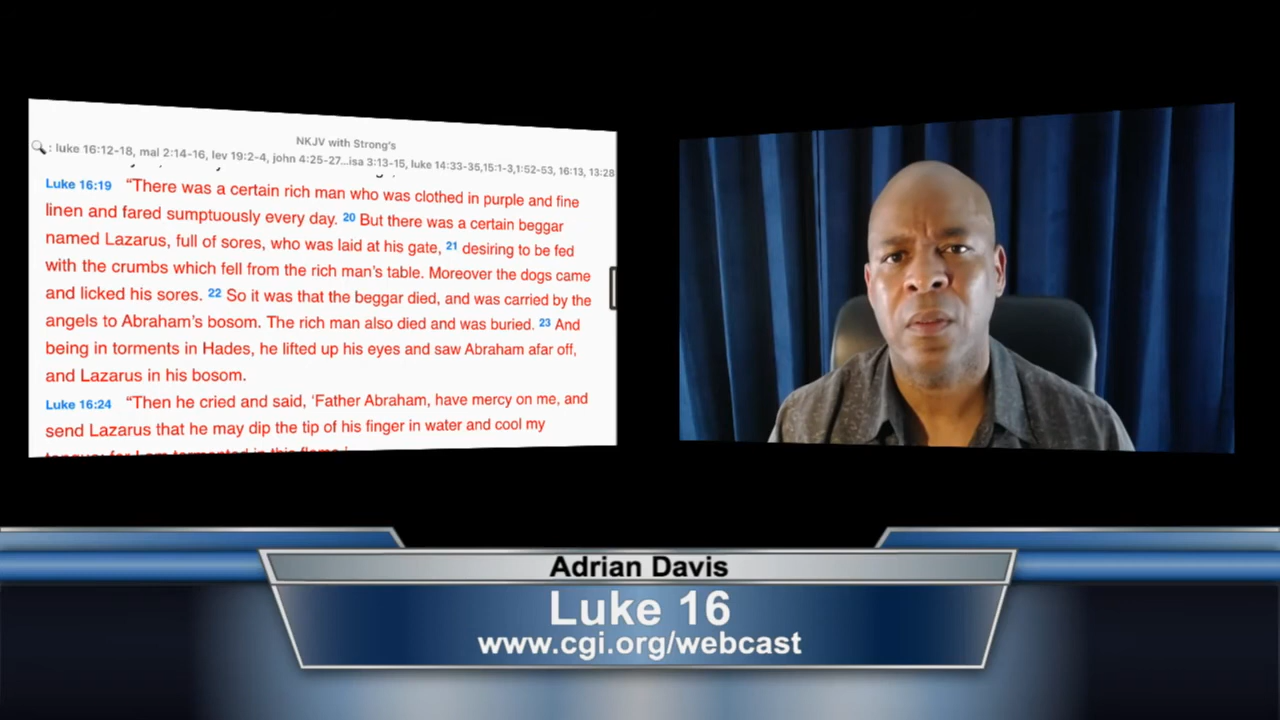 NKJV with Strong's
: luke 16:12-18, mal 2:14-16, lev 19:2-4, john 4:25-27...isa 3:13-15, luke 14:33-35,15:1-3,1:52-53, 16:13, 13:28
Luke 16:19 “There was a certain rich man who was clothed in purple and fine
linen and fared sumptuously every day. 20 But there was a certain beggar
named Lazarus, full of sores, who was laid at his gate, 21 desiring to be fed
with the crumbs which fell from the rich man’s table. Moreover the dogs came
and licked his sores. 22 So it was that the beggar died, and was carried by the
angels to Abraham’s bosom. The rich man also died and was buried. 23 And
being in torments in Hades, he lifted up his eyes and saw Abraham afar off,
and Lazarus in his bosom.
Luke 16:24 “Then he cried and said, ‘Father Abraham, have mercy on me, and
send Lazarus that he may dip the tip of his finger in water and cool my
Adrian Davis
Luke 16
www.cgi.org/webcast